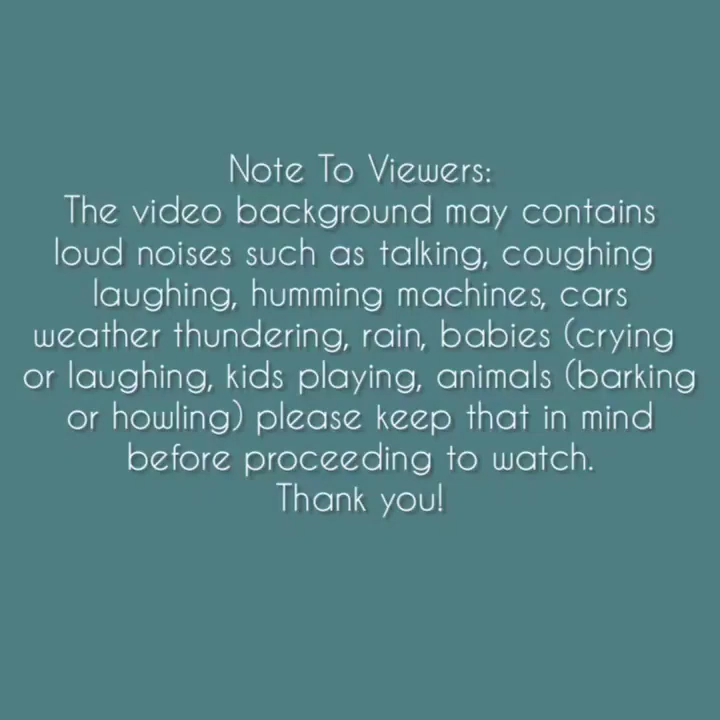 Note To Viewers:
The video background may contains
loud noises such as talking, coughing
laughing, humming machines, cars
weather thundering, rain, babies (crying
or laughing, kids playing, animals (barking
or howling) please keep that in mind
before proceeding to watch.
Thank you!